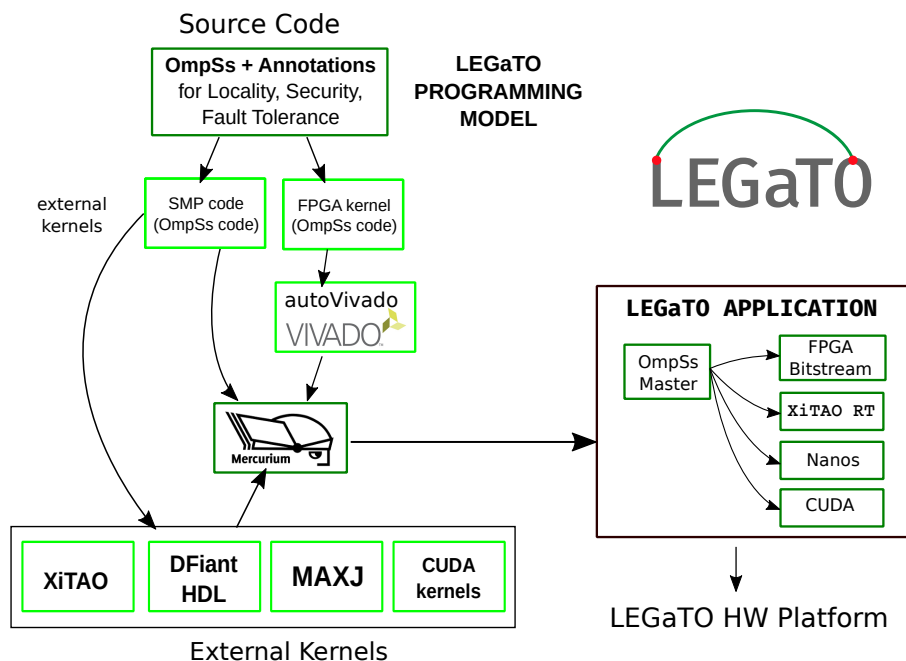 Source Code
OmpSs + Annotations
for Locality, Security,
Fault Tolerance
LEGaTO
PROGRAMMING
MODEL
LEGaTO
external
kernels
SMP code
(OmpSs code)
FPGA kernel
(OmpSs code)
autoVivado
VIVADO
Mercurium
LEGaTO APPLICATION
OmpSs
Master
FPGA
Bitstream
XiTAO RT
Nanos
CUDA
XiTAO
DFiant
HDL
MAXJ
CUDA
kernels
External Kernels
LEGaTO HW Platform